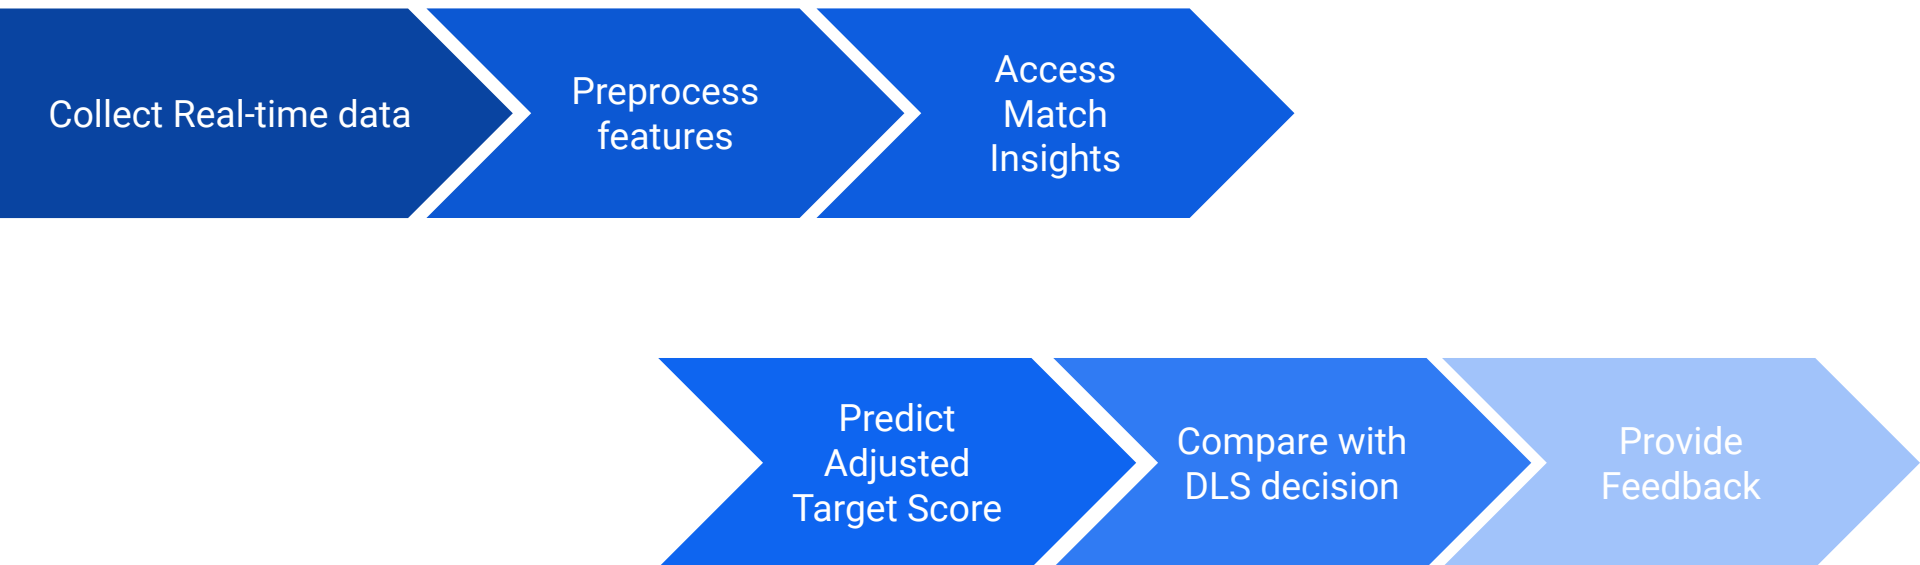 Collect Real-time data
Preprocess
features
Access
Match
Insights
Predict
Adjusted
Target Score
Compare with
DLS decision
Provide
Feedback